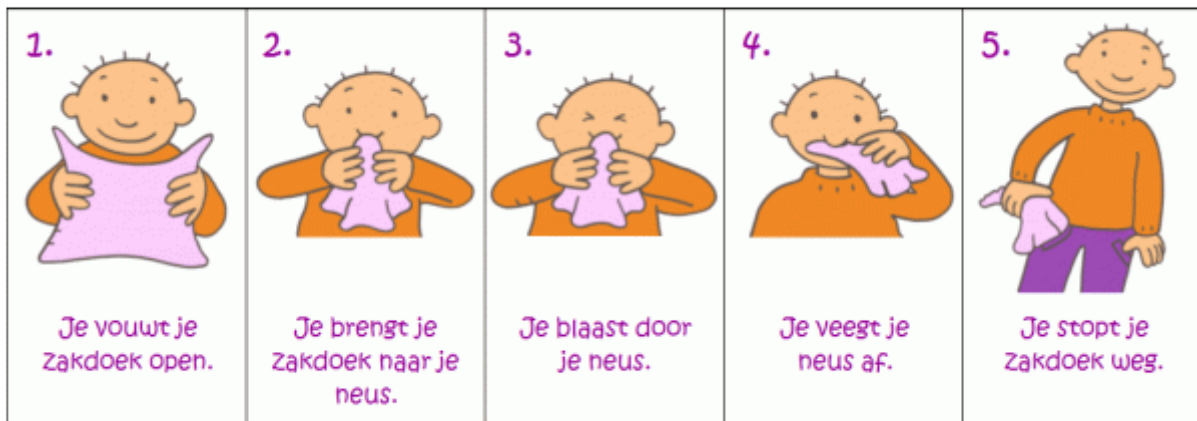 1.
Je vouwt je
zakdoek open.
2.
Je brengt je
zakdoek naar je
neus.
3.
Je blaast door
je neus.
4.
Je veegt je
neus af.
5.
Je stopt je
zakdoek weg.